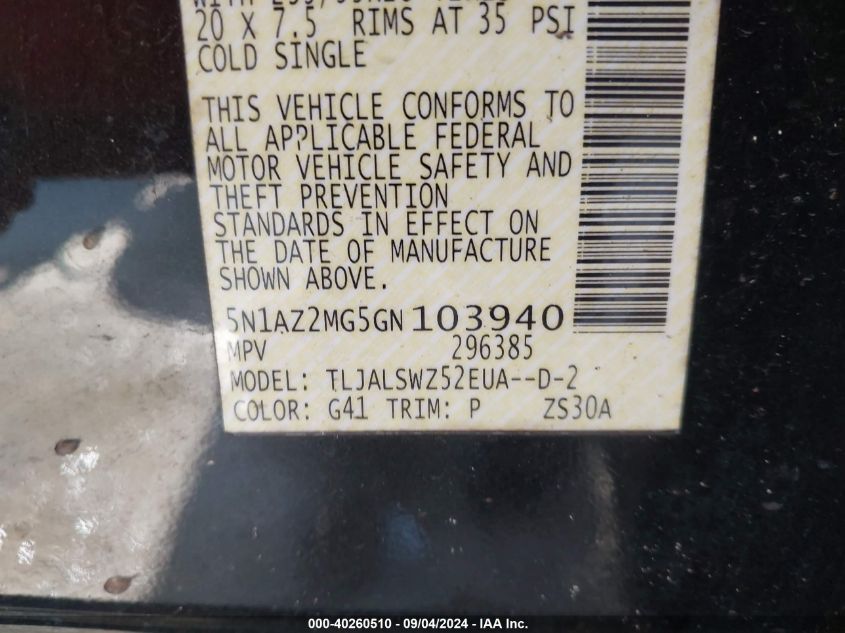 20 X 7.5 RIMS AT 35 PSI
COLD SINGLE
THIS VEHICLE CONFORMS TO
ALL APPLICABLE FEDERAL
MOTOR VEHICLE SAFETY AND
THEFT PREVENTION
STANDARDS IN EFFECT ON
THE DATE OF MANUFACTURE
SHOWN ABOVE.
5N1AZ2MG5GN103940
MPV 296385
MODEL: TLJALSWZ52EUA--D-2
COLOR: G41 TRIM: P ZS30A
000-40260510 - 09/04/2024 - IAA Inc.